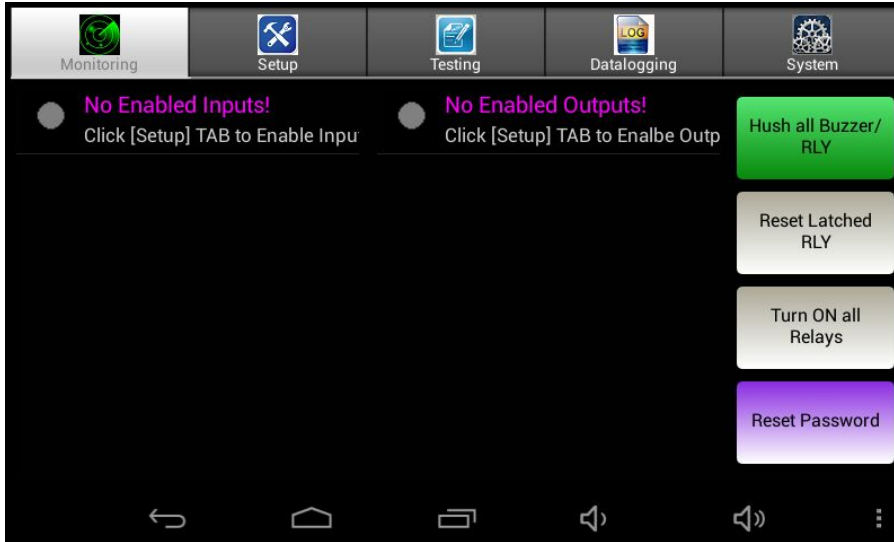 LOG
Monitoring
Setup
Testing
Datalogging
System
No Enabled Inputs!
Click [Setup] TAB to Enable Inpu
No Enabled Outputs!
Click [Setup] TAB to Enalbe Outp
Hush all Buzzer/
RLY
Reset Latched
RLY
Turn ON all
Relays
Reset Password